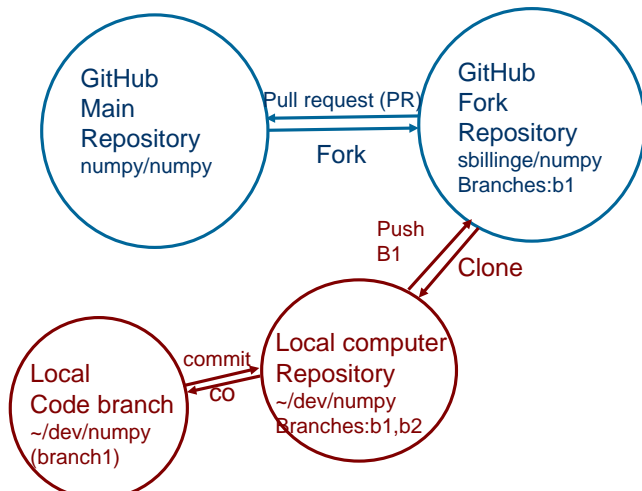 GitHub
Main
Repository
numpy/numpy
Pull request (PR)
Fork
GitHub
Fork
Repository
sbillinge/numpy
Branches:b1
Push
B1
Clone
Local computer
Repository
~/dev/numpy
Branches:b1,b2
commit
co
Local
Code branch
~/dev/numpy
(branch1)